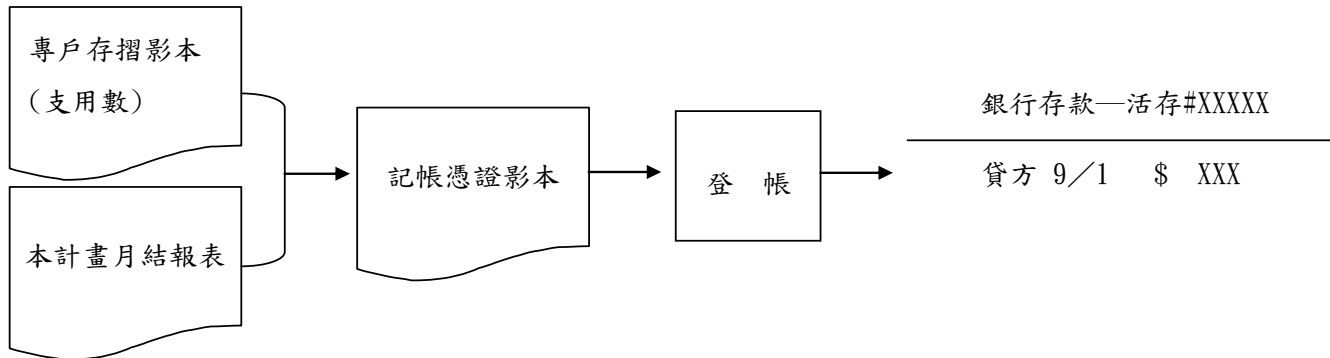 專戶存摺影本
(支用數)
本計畫月結報表
記帳憑證影本
登 帳
銀行存款—活存#XXXXX
貸方 9／1 $ XXX